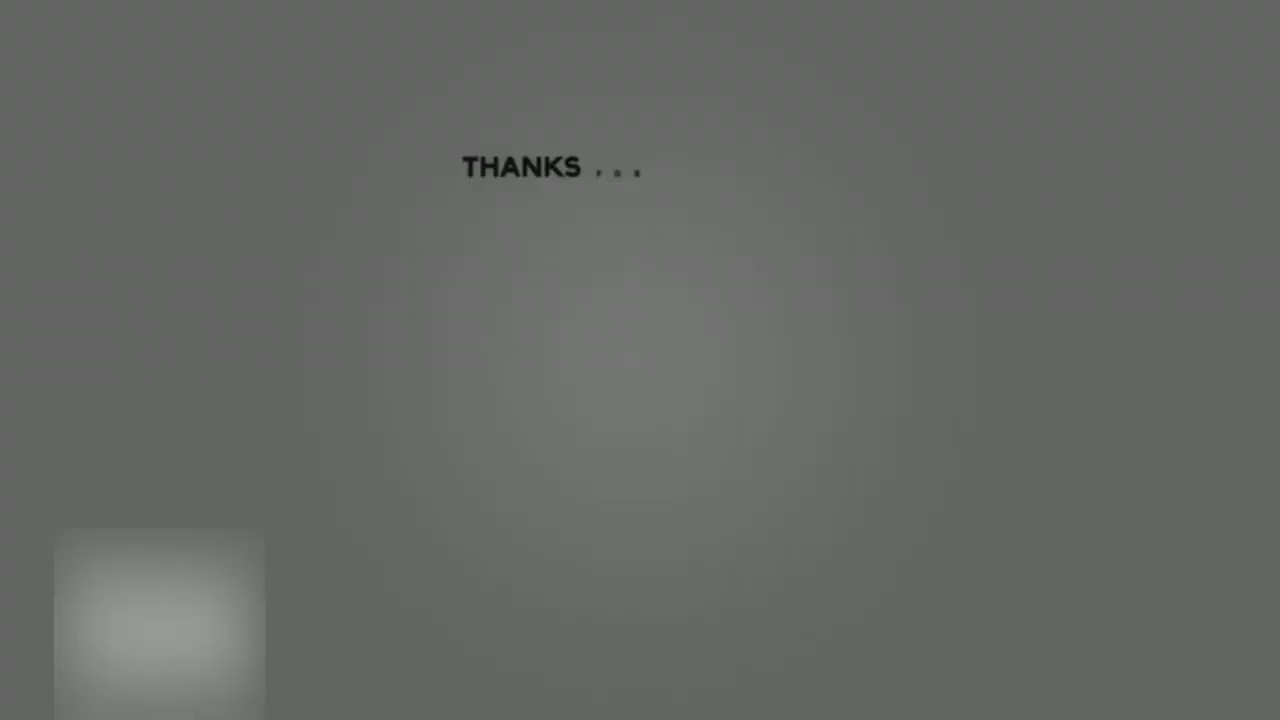 THANKS . . .